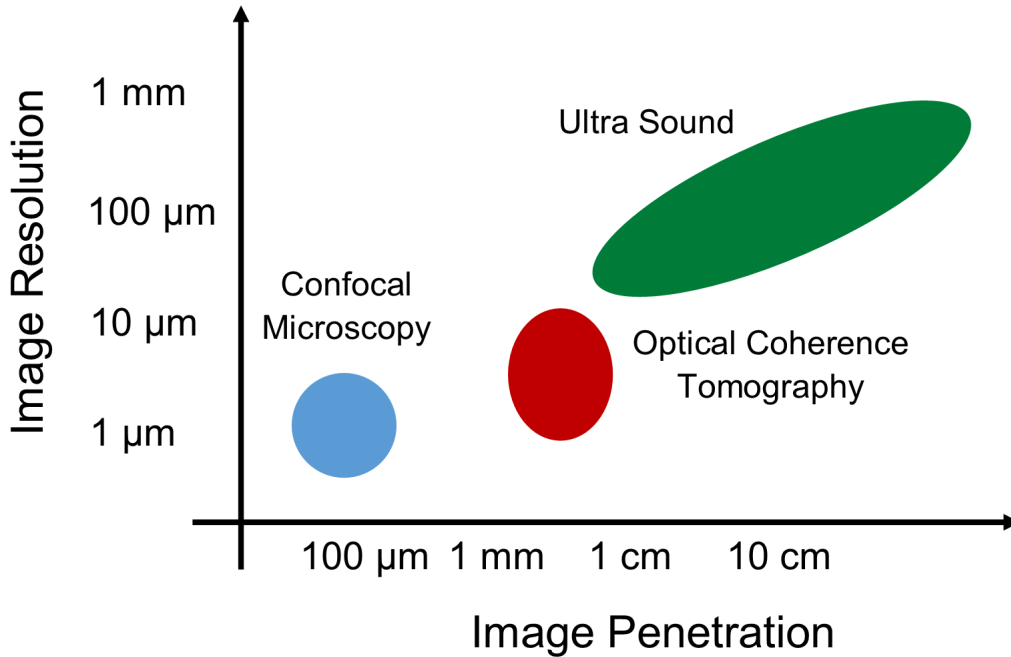 1 mm
Ultra Sound
100 µm
Confocal
Microscopy
10 µm
Optical Coherence
Tomography
1 µm
Image Resolution
100 µm 1 mm 1 cm 10 cm
Image Penetration